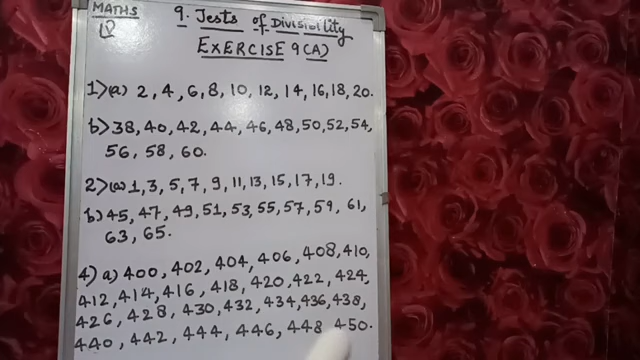 MATHS
IV
9. Tests of Divisibility
EXERCISE 9(A)
1>(a) 2, 4, 6, 8, 10, 12, 14, 16, 18, 20.
b>38, 40, 42, 44, 46, 48, 50, 52, 54,
56, 58, 60.
2>(a) 1, 3, 5, 7, 9, 11, 13, 15, 17, 19.
b) 45, 47, 49, 51, 53, 55, 57, 59, 61
63, 65.
4) a) 400, 402, 404, 406, 408, 410,
412, 414, 416, 418, 420, 422, 424,
426, 428, 430, 432, 434, 436, 438,
440, 442, 444, 446, 448 450.